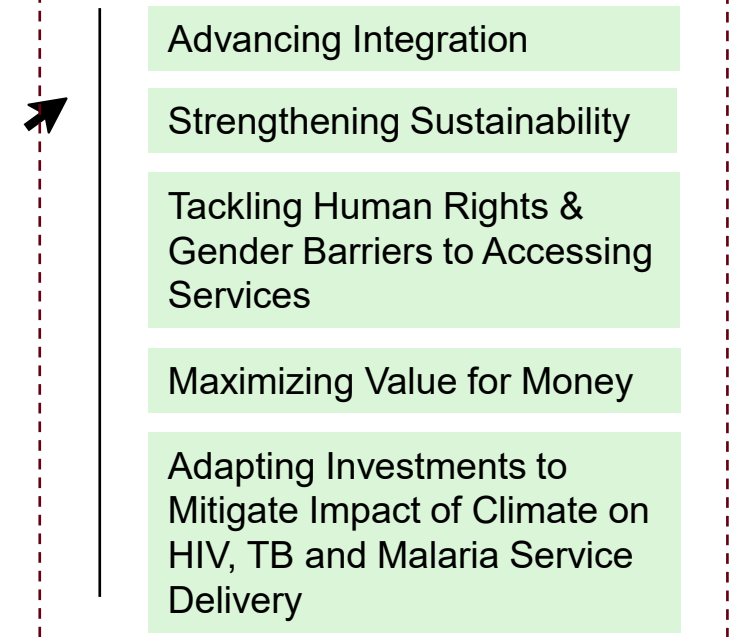 Advancing Integration
Strengthening Sustainability
Tackling Human Rights &
Gender Barriers to Accessing
Services
Maximizing Value for Money
Adapting Investments to
Mitigate Impact of Climate on
HIV, TB and Malaria Service
Delivery